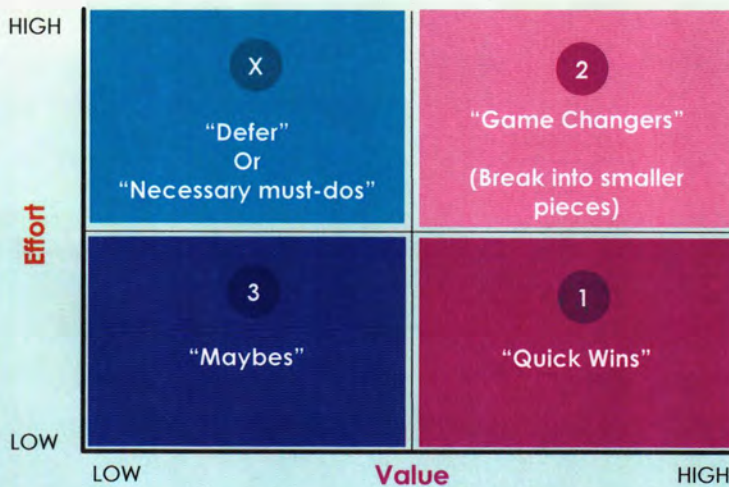 HIGH
X
“Defer”
Or
“Necessary must-dos”
2
“Game Changers”
(Break into smaller
pieces)
Effort
3
“Maybes”
1
“Quick Wins”
LOW
LOW
Value
HIGH